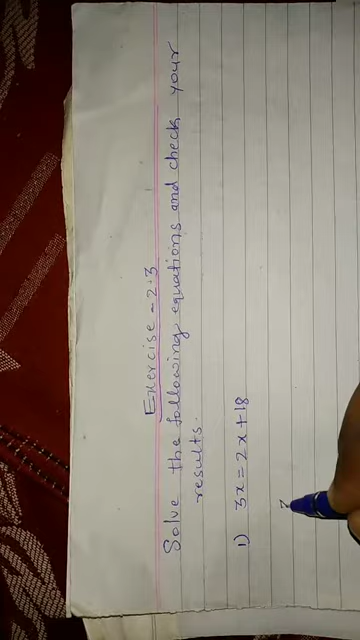 Exercise - 2.3
Solve the following equations and check your
results.
1) 3x = 2x + 18